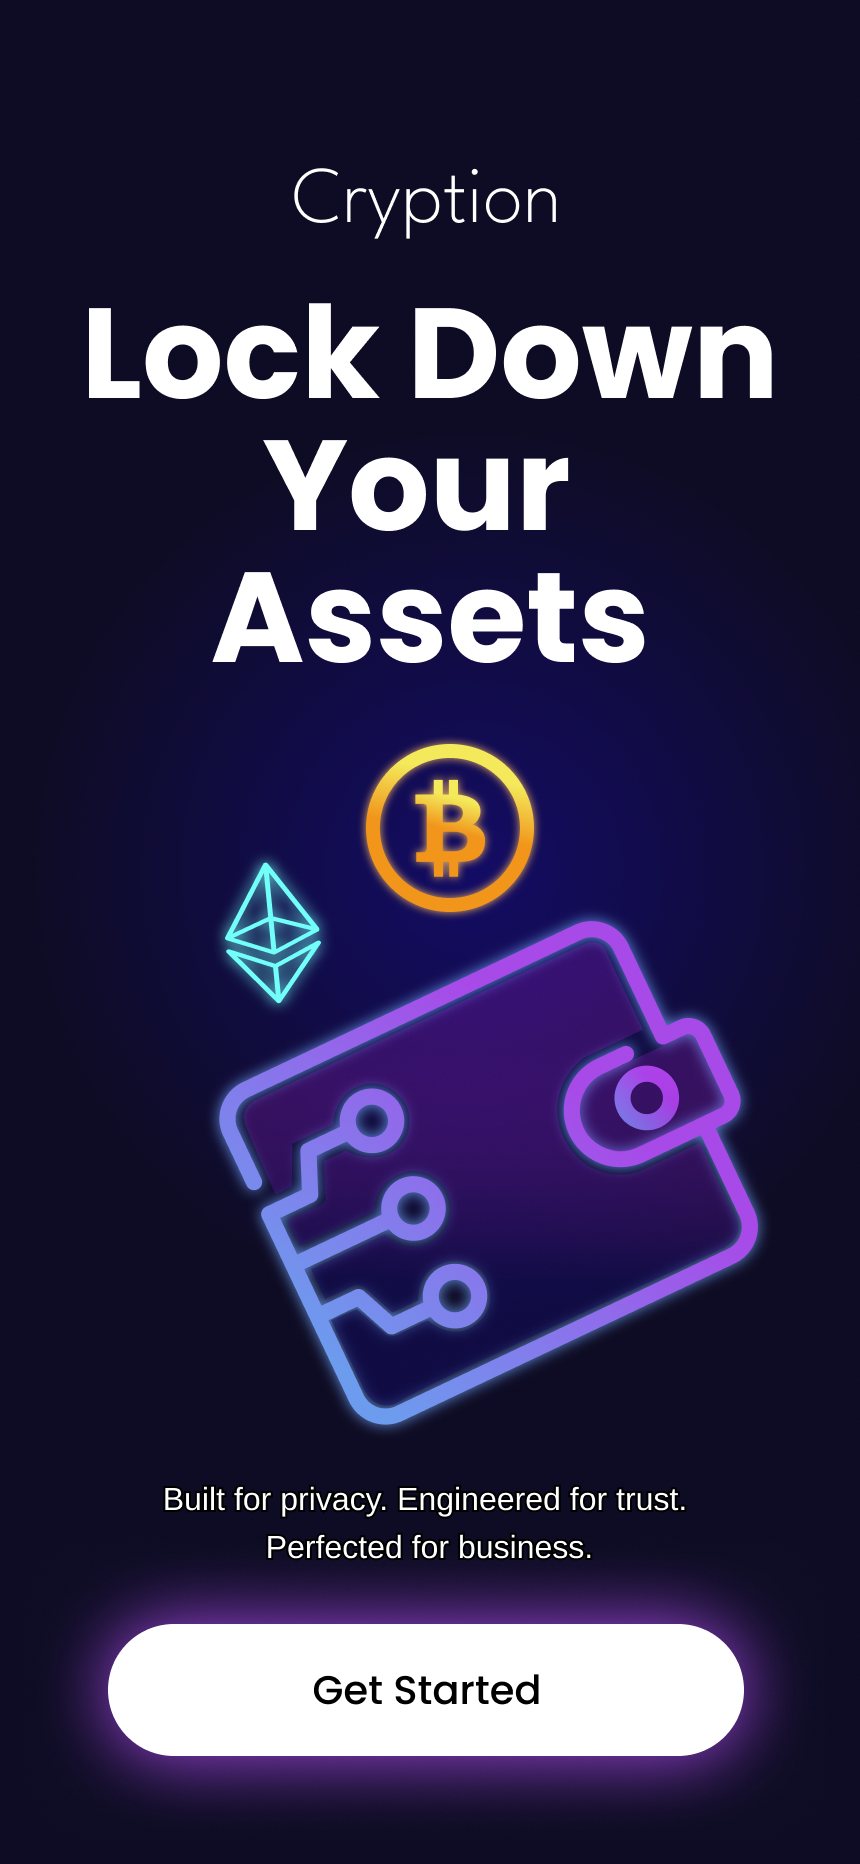 Cryption
Lock Down
Your
Assets
Built for privacy. Engineered for trust.
Perfected for business.
Get Started